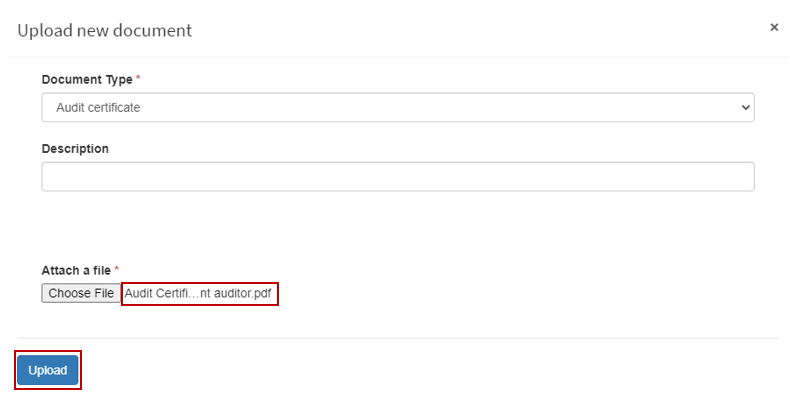 Upload new document ×
Document Type *
Audit certificate
Description
Attach a file *
Choose File Audit Certifi...nt auditor.pdf
Upload